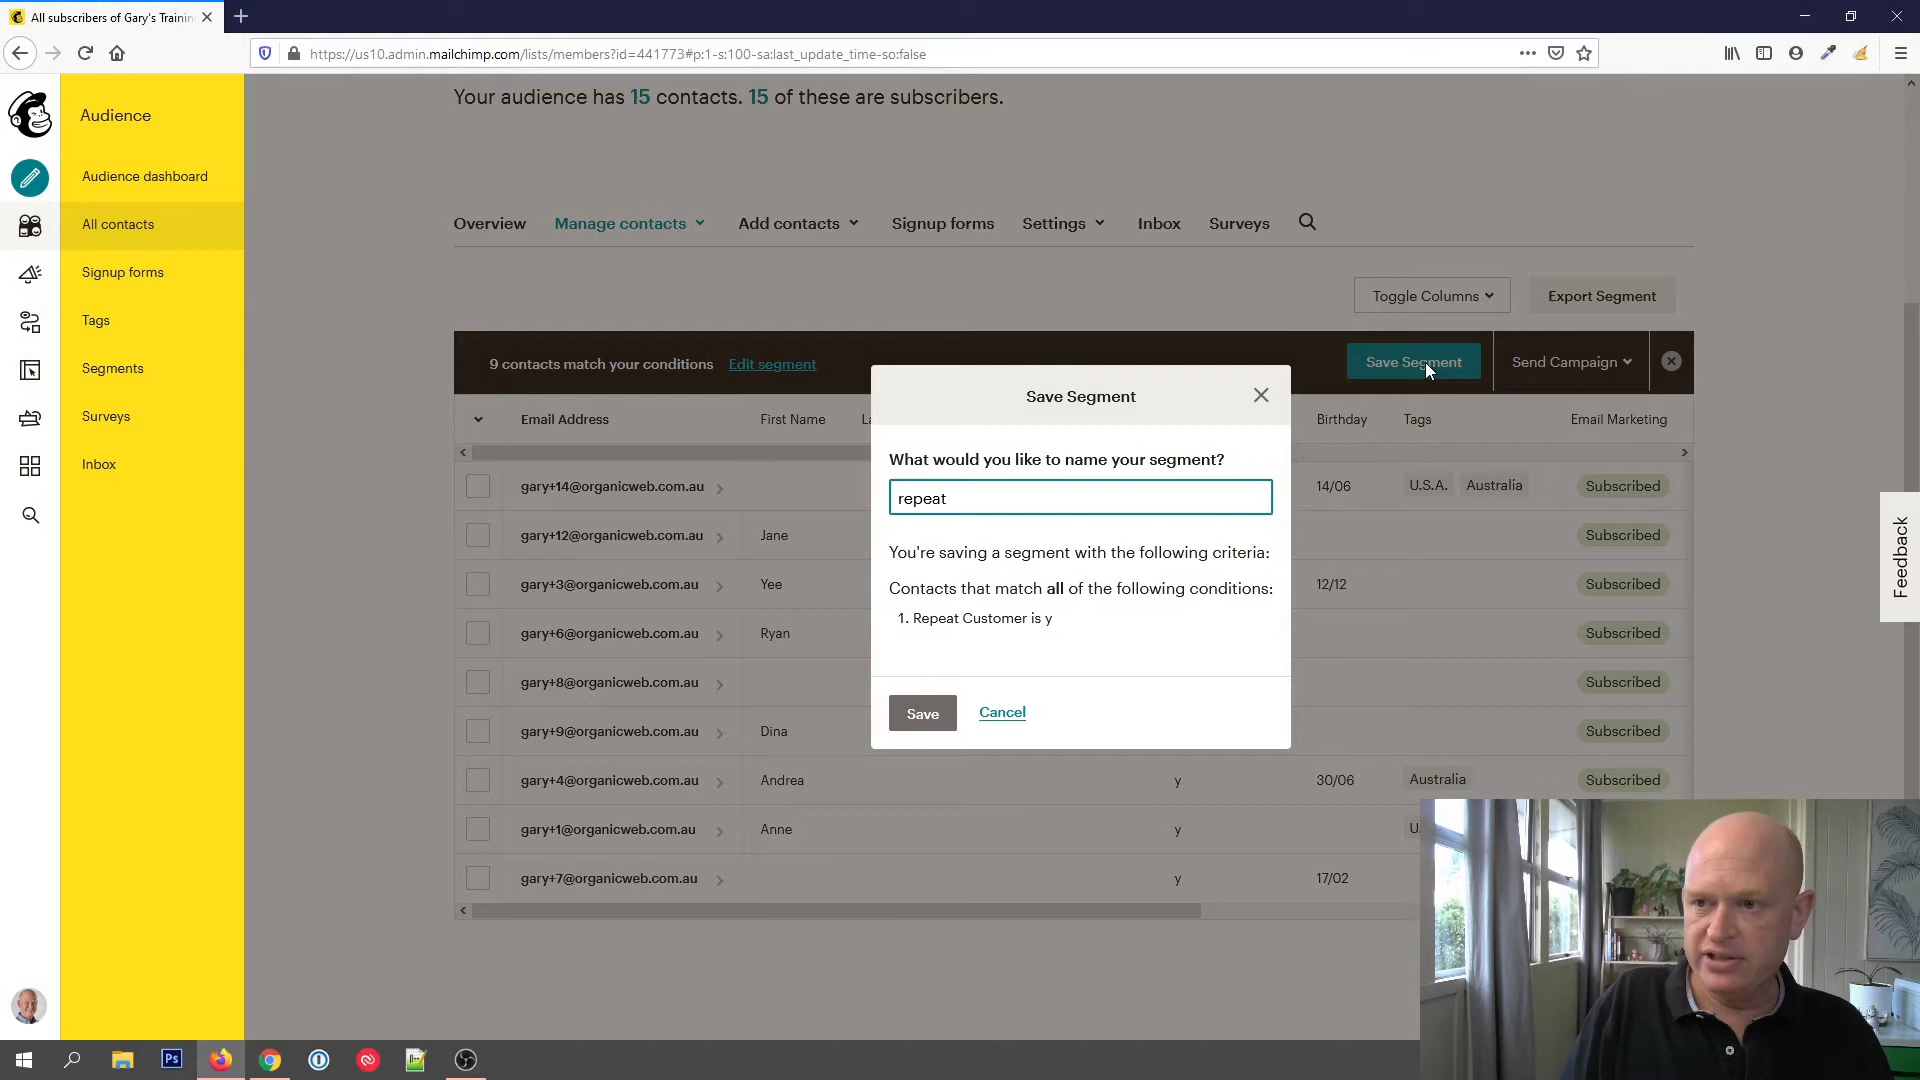 All subscribers of Gary's Trainin
https://us10.admin.mailchimp.com/lists/members?id=441773#p:1-s:100-sa:last_update_time-so:false
Audience
Audience dashboard
All contacts
Signup forms
Tags
Segments
Surveys
Inbox
Your audience has 15 contacts. 15 of these are subscribers.
Overview Manage contacts Add contacts Signup forms Settings Inbox Surveys
Toggle Columns Export Segment
9 contacts match your conditions Edit segment Save Segment Send Campaign
Email Address First Name La Birthday Tags Email Marketing
gary+14@organicweb.com.au 14/06 U.S.A. Australia Subscribed
gary+12@organicweb.com.au Jane Subscribed
gary+3@organicweb.com.au Yee 12/12 Subscribed
gary+6@organicweb.com.au Ryan Subscribed
gary+8@organicweb.com.au Subscribed
gary+9@organicweb.com.au Dina Subscribed
gary+4@organicweb.com.au Andrea y 30/06 Australia Subscribed
gary+1@organicweb.com.au Anne y U.
gary+7@organicweb.com.au y 17/02
Save Segment
What would you like to name your segment?
repeat
You're saving a segment with the following criteria:
Contacts that match all of the following conditions:
1. Repeat Customer is y
Save Cancel
Feedback
Ps